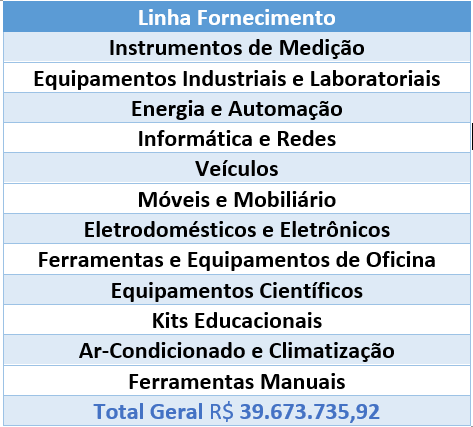 Linha Fornecimento
Instrumentos de Medição
Equipamentos Industriais e Laboratoriais
Energia e Automação
Informática e Redes
Veículos
Móveis e Mobiliário
Eletrodomésticos e Eletrônicos
Ferramentas e Equipamentos de Oficina
Equipamentos Científicos
Kits Educacionais
Ar-Condicionado e Climatização
Ferramentas Manuais
Total Geral R$ 39.673.735,92